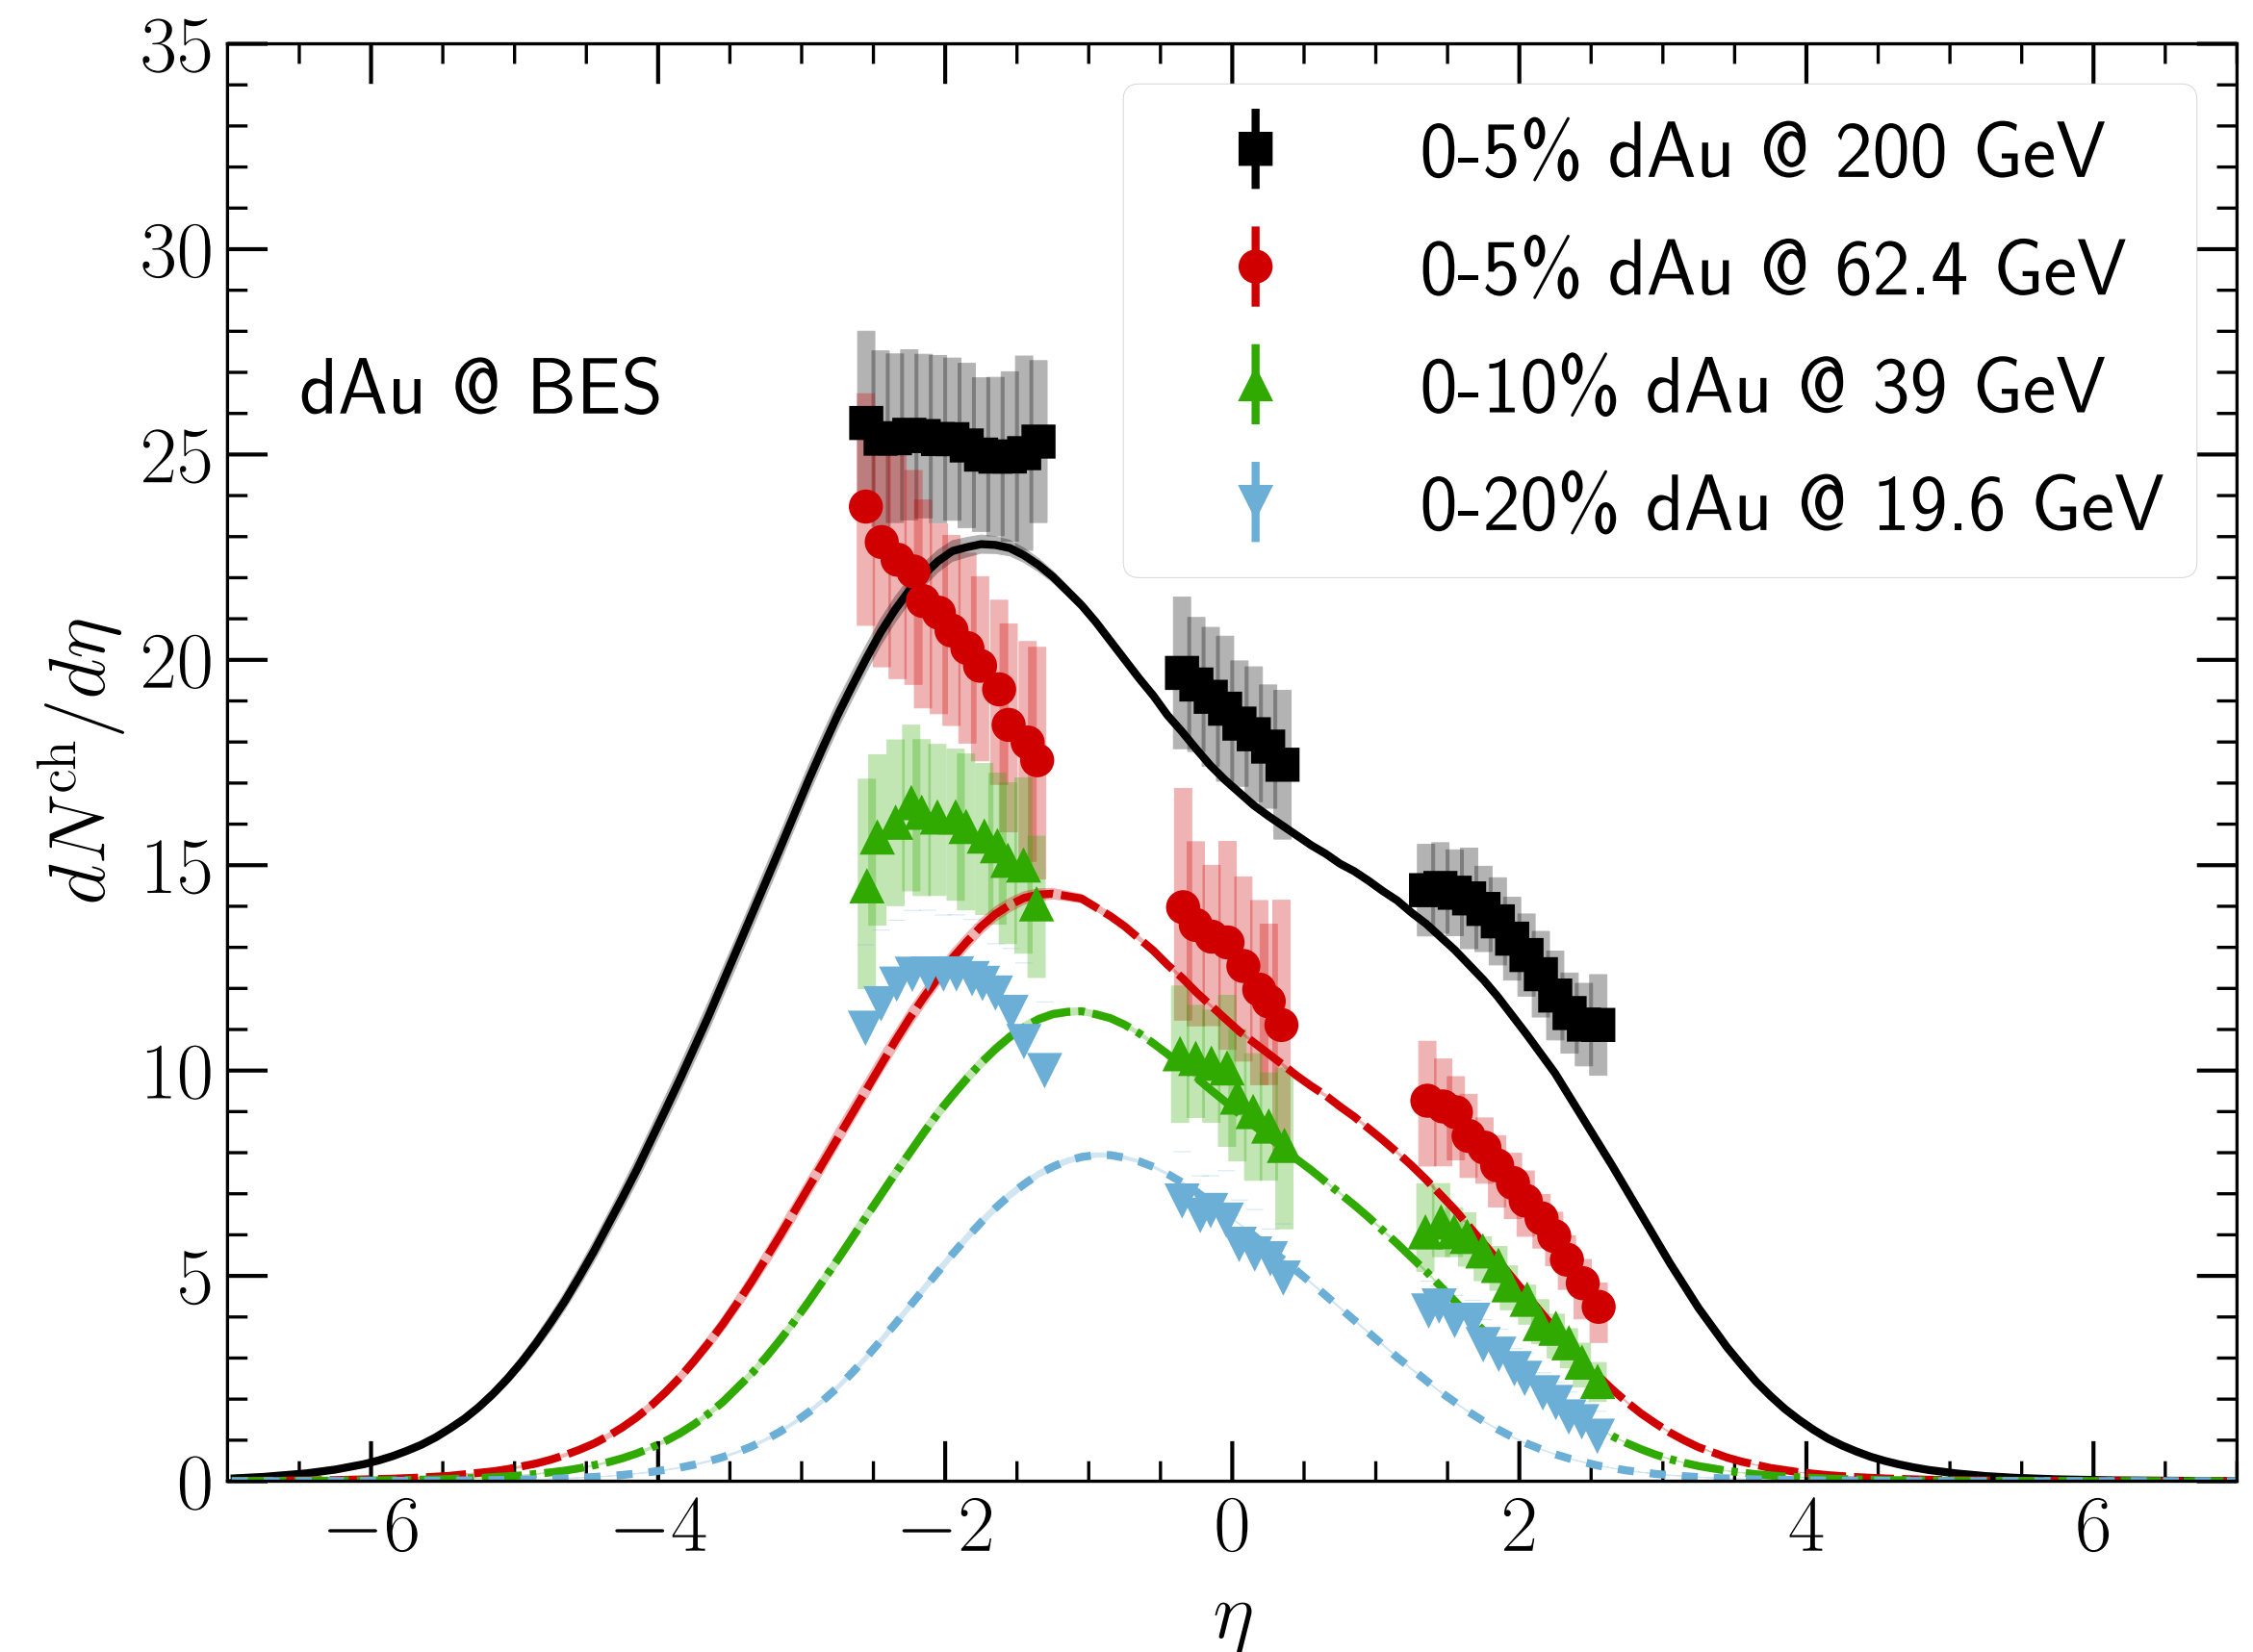 35
30
25
20
15
10
5
0
dN^ch/dη
dAu @ BES
0-5% dAu @ 200 GeV
0-5% dAu @ 62.4 GeV
0-10% dAu @ 39 GeV
0-20% dAu @ 19.6 GeV
−6 −4 −2 0 2 4 6
η